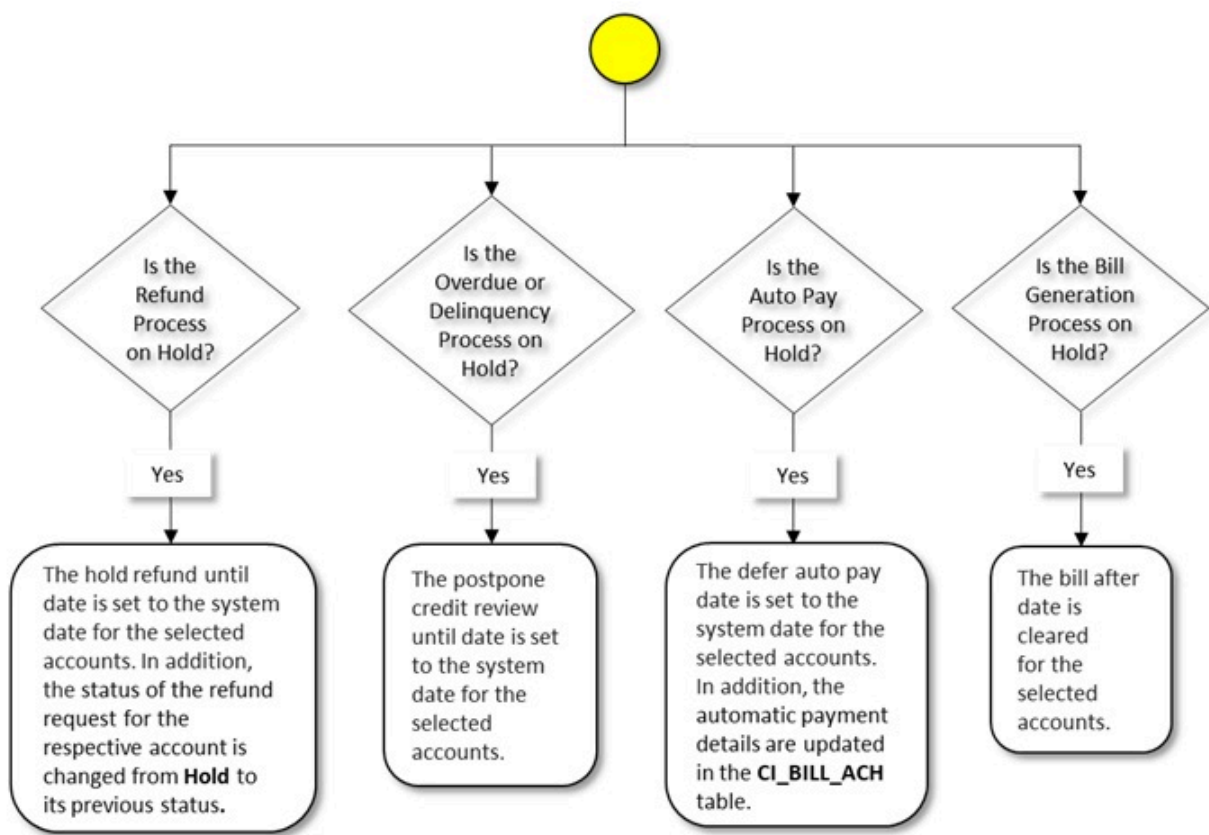 Is the
Refund
Process
on Hold?
Is the
Overdue or
Delinquency
Process on
Hold?
Is the
Auto Pay
Process on
Hold?
Is the Bill
Generation
Process on
Hold?
Yes
Yes
Yes
Yes
The hold refund until
date is set to the system
date for the selected
accounts. In addition,
the status of the refund
request for the
respective account is
changed from Hold to
its previous status.
The postpone
credit review
until date is set
to the system
date for the
selected
accounts.
The defer auto pay
date is set to the
system date for the
selected accounts.
In addition, the
automatic payment
details are updated
in the CI_BILL_ACH
table.
The bill after
date is
cleared
for the
selected
accounts.